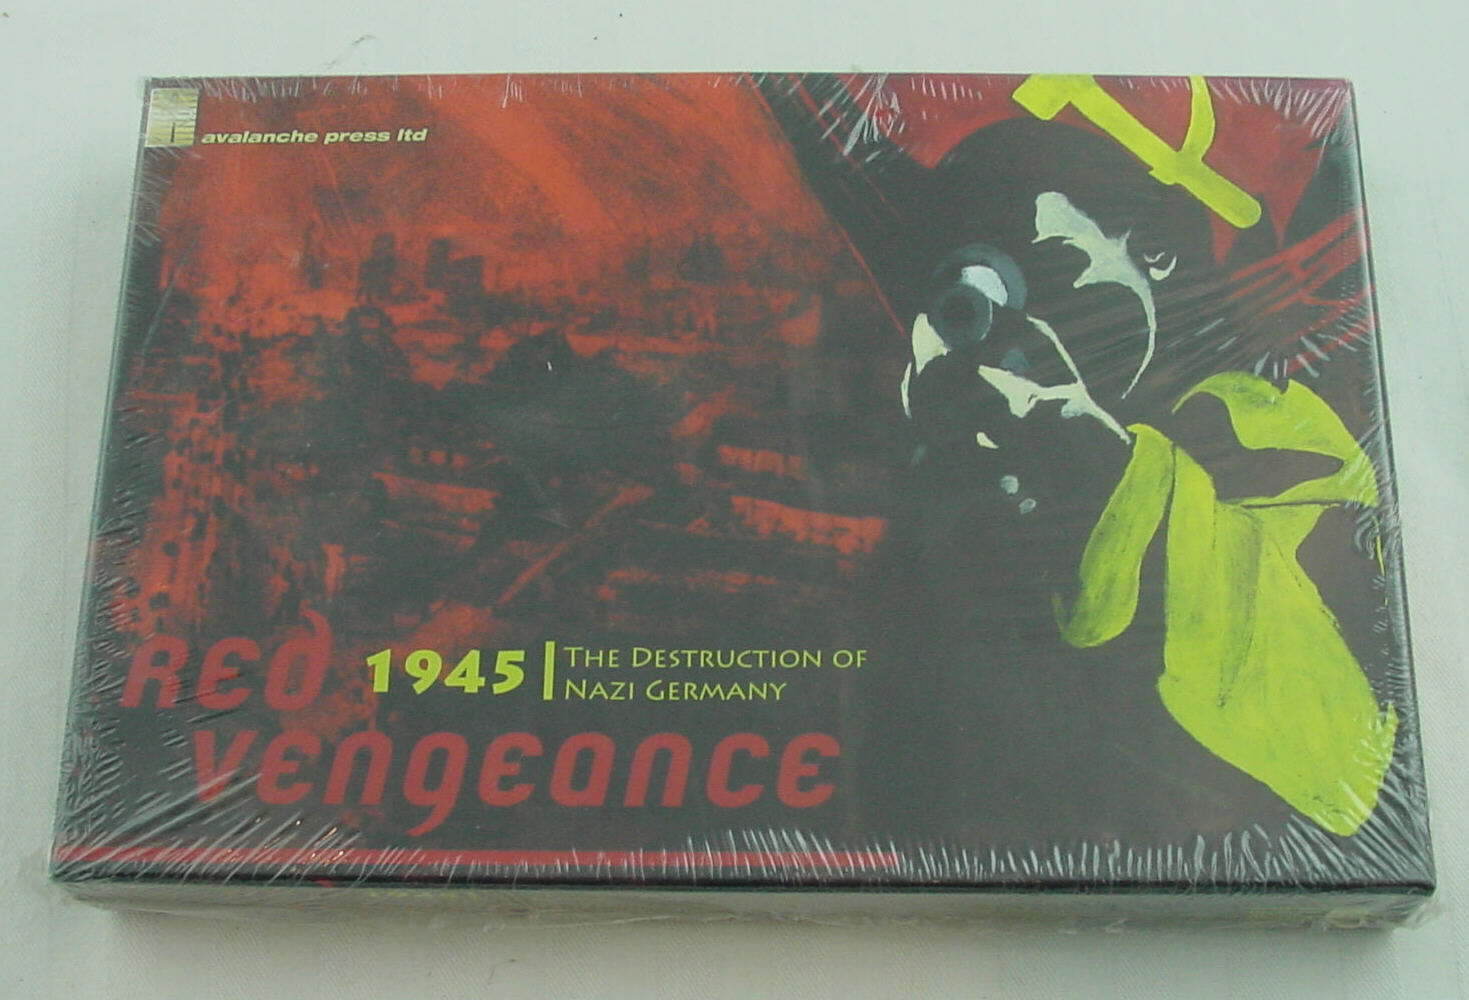 avalanche press ltd
RED
1945
THE DESTRUCTION OF
NAZI GERMANY
VENGEANCE